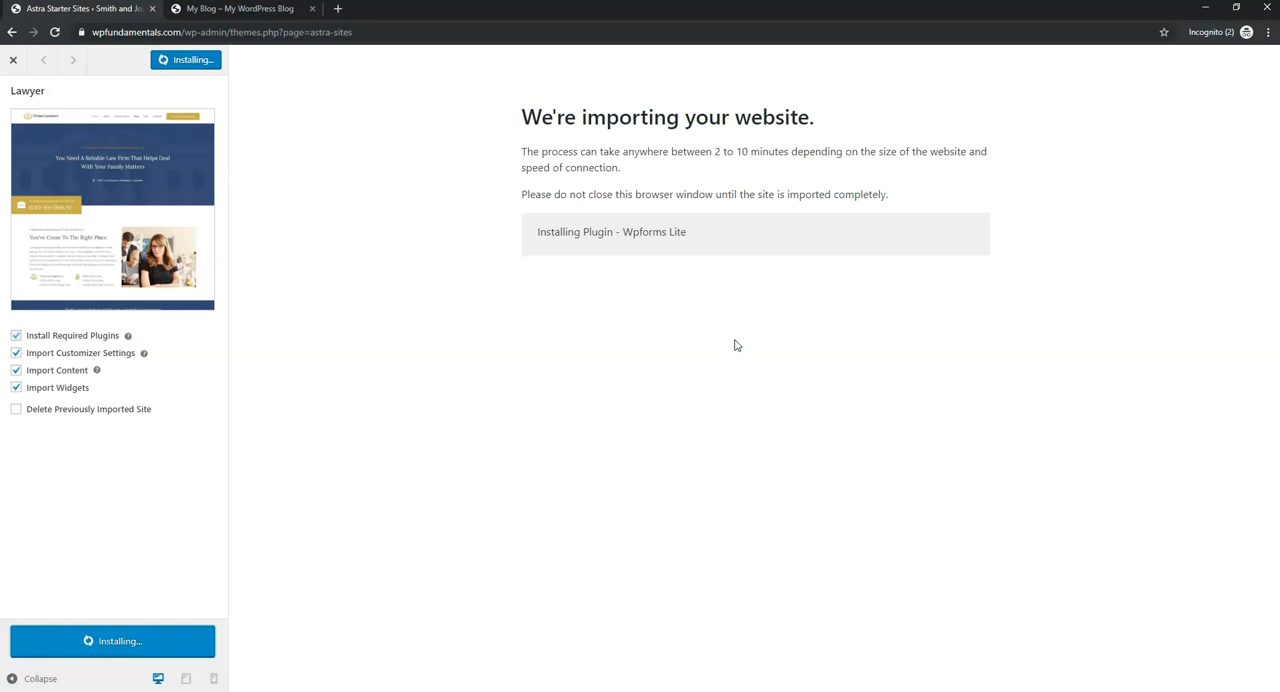 Astra Starter Sites ‹ Smith and Jo
My Blog – My WordPress Blog
wpfundamentals.com/wp-admin/themes.php?page=astra-sites
Incognito (2)
Installing...
Lawyer
You Need A Reliable Law Firm That Helps Deal
With Your Family Matters
You've Come To The Right Place
Install Required Plugins
Import Customizer Settings
Import Content
Import Widgets
Delete Previously Imported Site
Installing...
Collapse
We're importing your website.
The process can take anywhere between 2 to 10 minutes depending on the size of the website and
speed of connection.
Please do not close this browser window until the site is imported completely.
Installing Plugin - Wpforms Lite